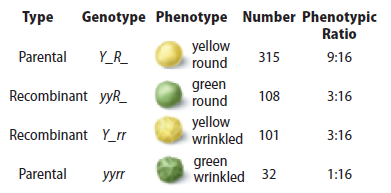 Type Genotype Phenotype Number Phenotypic
Ratio
Parental Y_R_ yellow
round 315 9:16
Recombinant yyR_ green
round 108 3:16
Recombinant Y_rr yellow
wrinkled 101 3:16
Parental yyrr green
wrinkled 32 1:16